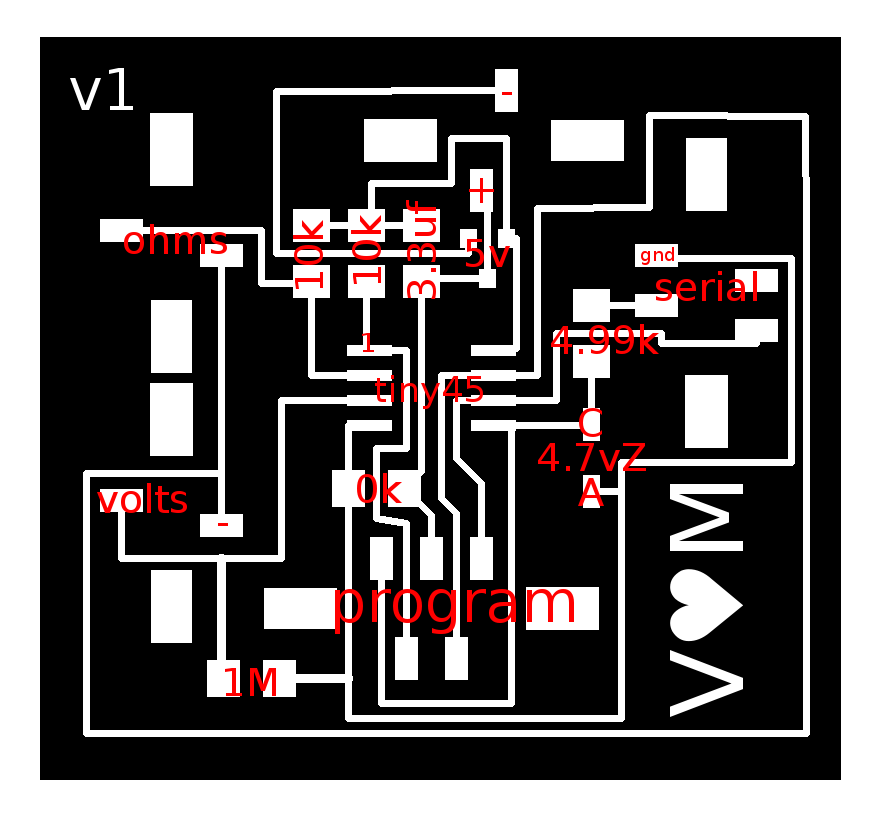 v1
-
+
ohms
10k
10k
3.3uf
5v
gnd
serial
1
4.99k
tiny45
C
4.7vZ
0k
A
volts
-
program
1M
V♥M